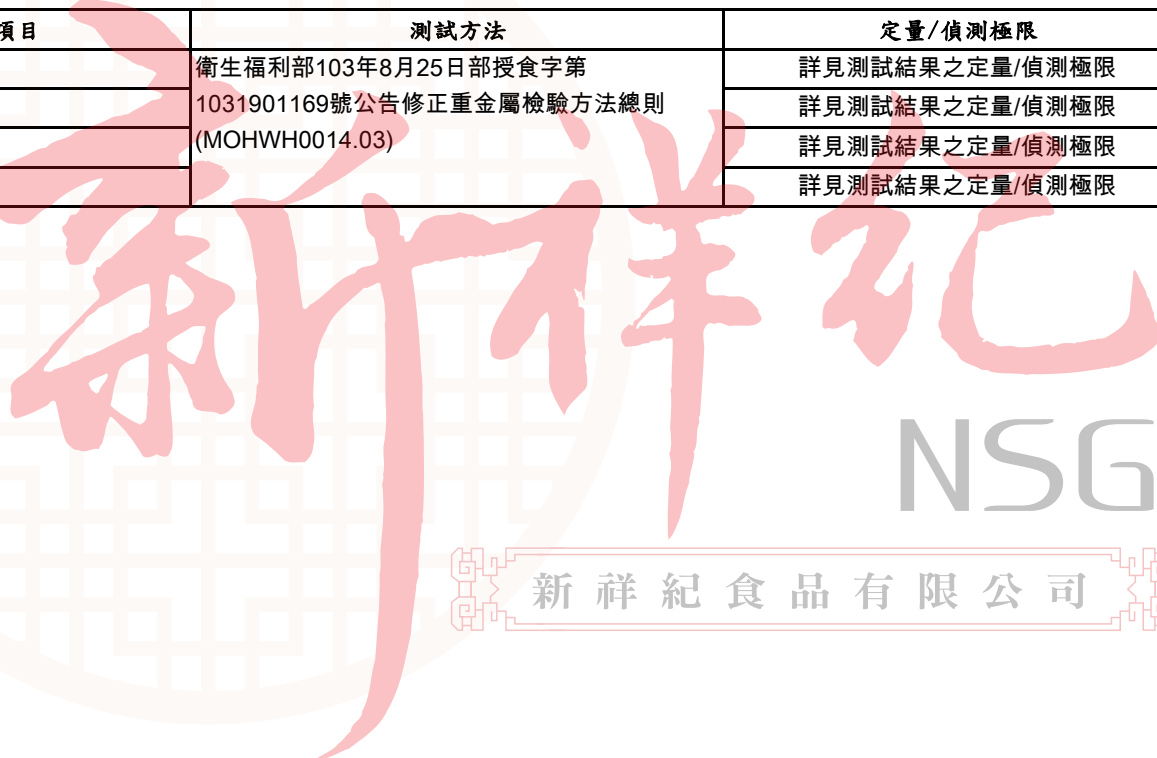 項目 測試方法 定量/偵測極限
衛生福利部103年8月25日部授食字第 詳見測試結果之定量/偵測極限
1031901169號公告修正重金屬檢驗方法總則 詳見測試結果之定量/偵測極限
(MOHWH0014.03) 詳見測試結果之定量/偵測極限
詳見測試結果之定量/偵測極限
新祥紀
NSG
新祥紀食品有限公司